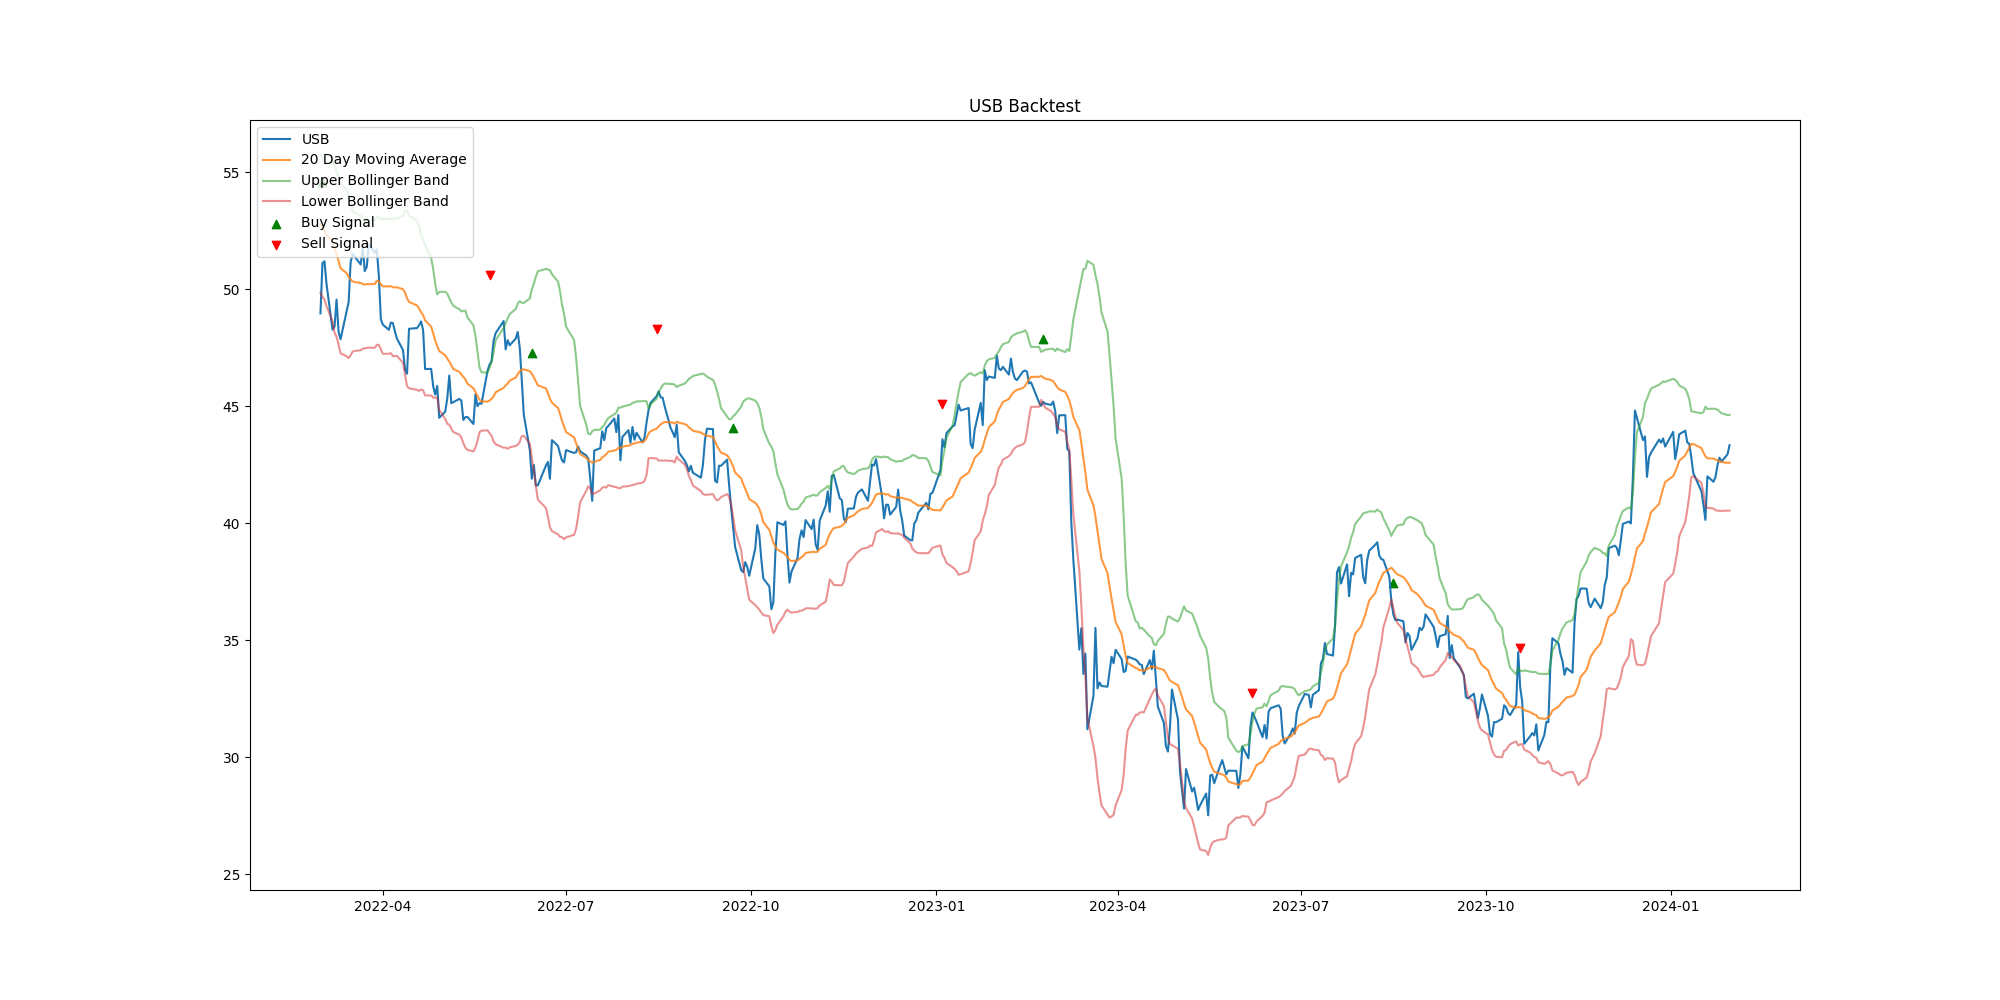 USB Backtest
USB
20 Day Moving Average
Upper Bollinger Band
Lower Bollinger Band
Buy Signal
Sell Signal
55
50
45
40
35
30
25
2022-04 2022-07 2022-10 2023-01 2023-04 2023-07 2023-10 2024-01